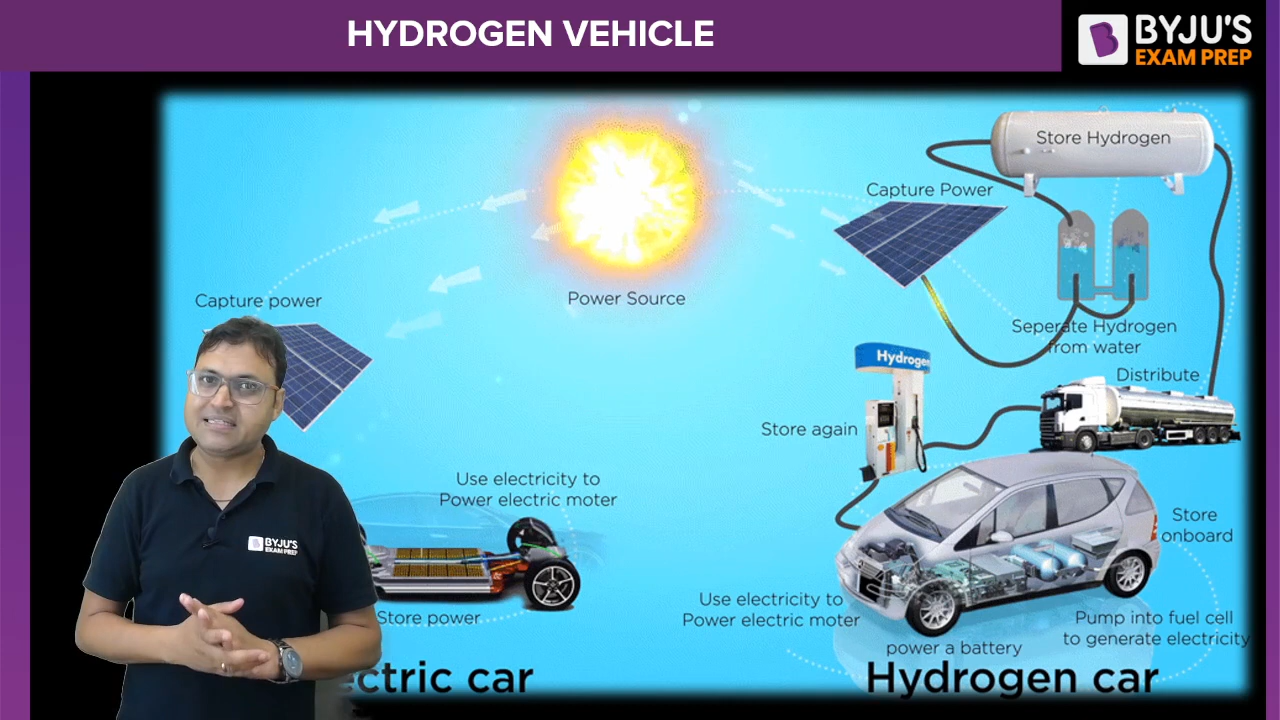 HYDROGEN VEHICLE
BYJU'S
EXAM PREP
Store Hydrogen
Capture Power
Power Source
Capture power
Seperate Hydrogen
from water
Hydrogen
Distribute
Store again
Use electricity to
Power electric moter
Store
onboard
Use electricity to
Power electric moter
Store power
Pump into fuel cell
to generate electricity
power a battery
ctric car
Hydrogen car
BYJU'S
EXAM PREP